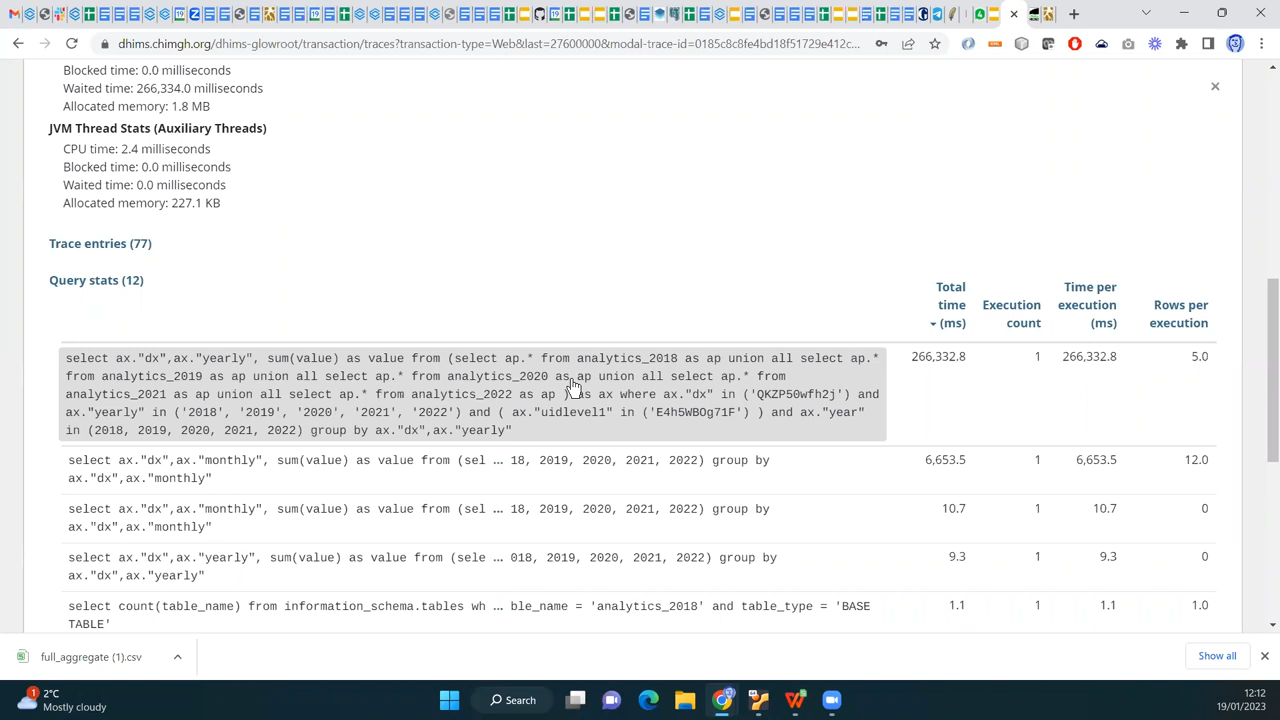 dhims.chimgh.org/dhims-glowroot/transaction/traces?transaction-type=Web&last=27600000&modal-trace-id=0185c8c8fe4bd18f51729e412c...
Blocked time: 0.0 milliseconds
Waited time: 266,334.0 milliseconds
Allocated memory: 1.8 MB
JVM Thread Stats (Auxiliary Threads)
CPU time: 2.4 milliseconds
Blocked time: 0.0 milliseconds
Waited time: 0.0 milliseconds
Allocated memory: 227.1 KB
Trace entries (77)
Query stats (12)
Total time (ms) Execution count Time per execution (ms) Rows per execution
select ax."dx",ax."yearly", sum(value) as value from (select ap.* from analytics_2018 as ap union all select ap.* 266,332.8 1 266,332.8 5.0
from analytics_2019 as ap union all select ap.* from analytics_2020 as ap union all select ap.* from
analytics_2021 as ap union all select ap.* from analytics_2022 as ap ) as ax where ax."dx" in ('QKZP50wfh2j') and
ax."yearly" in ('2018', '2019', '2020', '2021', '2022') and ( ax."uidlevel1" in ('E4h5WBOg71F') ) and ax."year"
in (2018, 2019, 2020, 2021, 2022) group by ax."dx",ax."yearly"
select ax."dx",ax."monthly", sum(value) as value from (sel ... 18, 2019, 2020, 2021, 2022) group by 6,653.5 1 6,653.5 12.0
ax."dx",ax."monthly"
select ax."dx",ax."monthly", sum(value) as value from (sel ... 18, 2019, 2020, 2021, 2022) group by 10.7 1 10.7 0
ax."dx",ax."monthly"
select ax."dx",ax."yearly", sum(value) as value from (sele ... 018, 2019, 2020, 2021, 2022) group by 9.3 1 9.3 0
ax."dx",ax."yearly"
select count(table_name) from information_schema.tables wh ... ble_name = 'analytics_2018' and table_type = 'BASE 1.1 1 1.1 1.0
TABLE'
full_aggregate (1).csv Show all
2°C
Mostly cloudy
Search
12:12
19/01/2023